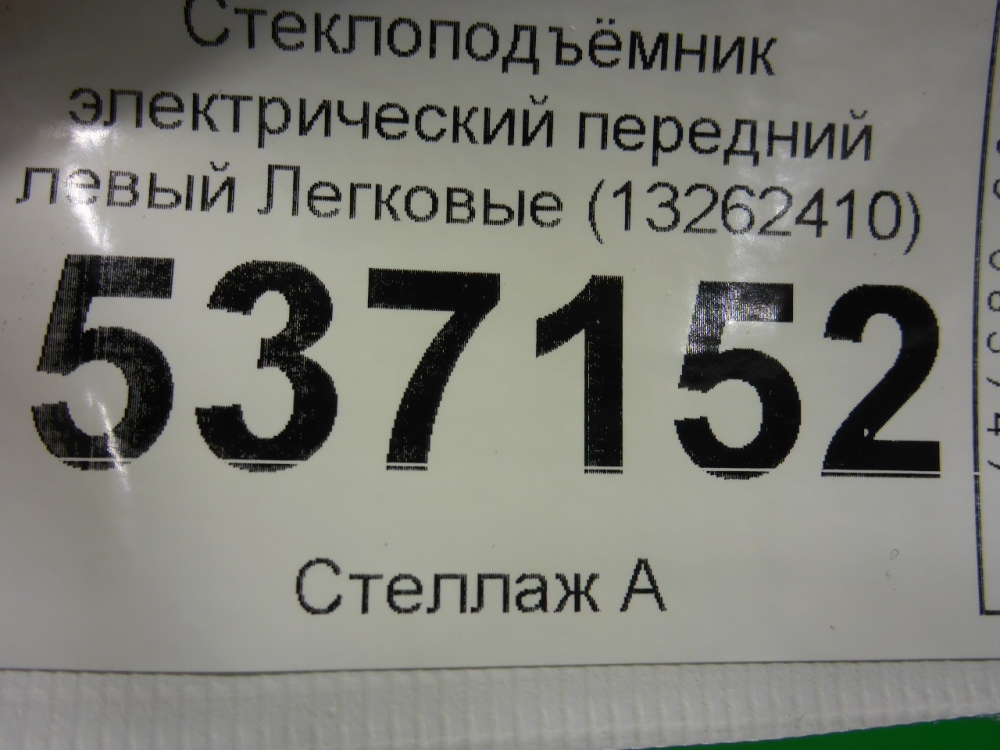 Стеклоподъёмник
электрический передний
левый Легковые (13262410)
537152
Стеллаж А